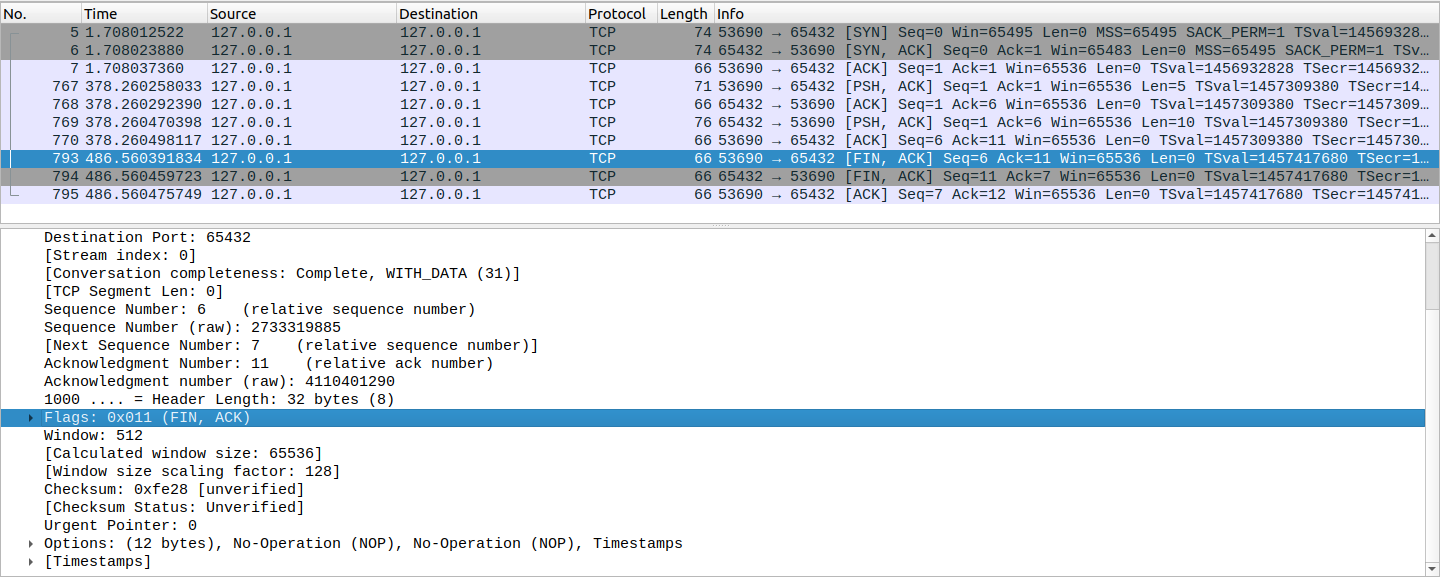 No. Time Source Destination Protocol Length Info
5 1.708012522 127.0.0.1 127.0.0.1 TCP 74 53690 → 65432 [SYN] Seq=0 Win=65495 Len=0 MSS=65495 SACK_PERM=1 TSval=14569328…
6 1.708023880 127.0.0.1 127.0.0.1 TCP 74 65432 → 53690 [SYN, ACK] Seq=0 Ack=1 Win=65483 Len=0 MSS=65495 SACK_PERM=1 TSv…
7 1.708037360 127.0.0.1 127.0.0.1 TCP 66 53690 → 65432 [ACK] Seq=1 Ack=1 Win=65536 Len=0 TSval=1456932828 TSecr=1456932…
767 378.260258033 127.0.0.1 127.0.0.1 TCP 71 53690 → 65432 [PSH, ACK] Seq=1 Ack=1 Win=65536 Len=5 TSval=1457309380 TSecr=14…
768 378.260292390 127.0.0.1 127.0.0.1 TCP 66 65432 → 53690 [ACK] Seq=1 Ack=6 Win=65536 Len=0 TSval=1457309380 TSecr=145730­9…
769 378.260470398 127.0.0.1 127.0.0.1 TCP 76 65432 → 53690 [PSH, ACK] Seq=1 Ack=6 Win=65536 Len=10 TSval=1457309380 TSecr=1…
770 378.260498117 127.0.0.1 127.0.0.1 TCP 66 53690 → 65432 [ACK] Seq=6 Ack=11 Win=65536 Len=0 TSval=1457309380 TSecr=145730…
793 486.560391834 127.0.0.1 127.0.0.1 TCP 66 53690 → 65432 [FIN, ACK] Seq=6 Ack=11 Win=65536 Len=0 TSval=1457417680 TSecr=1…
794 486.560459723 127.0.0.1 127.0.0.1 TCP 66 65432 → 53690 [FIN, ACK] Seq=11 Ack=7 Win=65536 Len=0 TSval=1457417680 TSecr=1…
795 486.560475749 127.0.0.1 127.0.0.1 TCP 66 53690 → 65432 [ACK] Seq=7 Ack=12 Win=65536 Len=0 TSval=1457417680 TSecr=145741…
Destination Port: 65432
[Stream index: 0]
[Conversation completeness: Complete, WITH_DATA (31)]
[TCP Segment Len: 0]
Sequence Number: 6 (relative sequence number)
Sequence Number (raw): 2733319885
[Next Sequence Number: 7 (relative sequence number)]
Acknowledgment Number: 11 (relative ack number)
Acknowledgment number (raw): 4110401290
1000 .... = Header Length: 32 bytes (8)
Flags: 0x011 (FIN, ACK)
Window: 512
[Calculated window size: 65536]
[Window size scaling factor: 128]
Checksum: 0xfe28 [unverified]
[Checksum Status: Unverified]
Urgent Pointer: 0
Options: (12 bytes), No-Operation (NOP), No-Operation (NOP), Timestamps
[Timestamps]